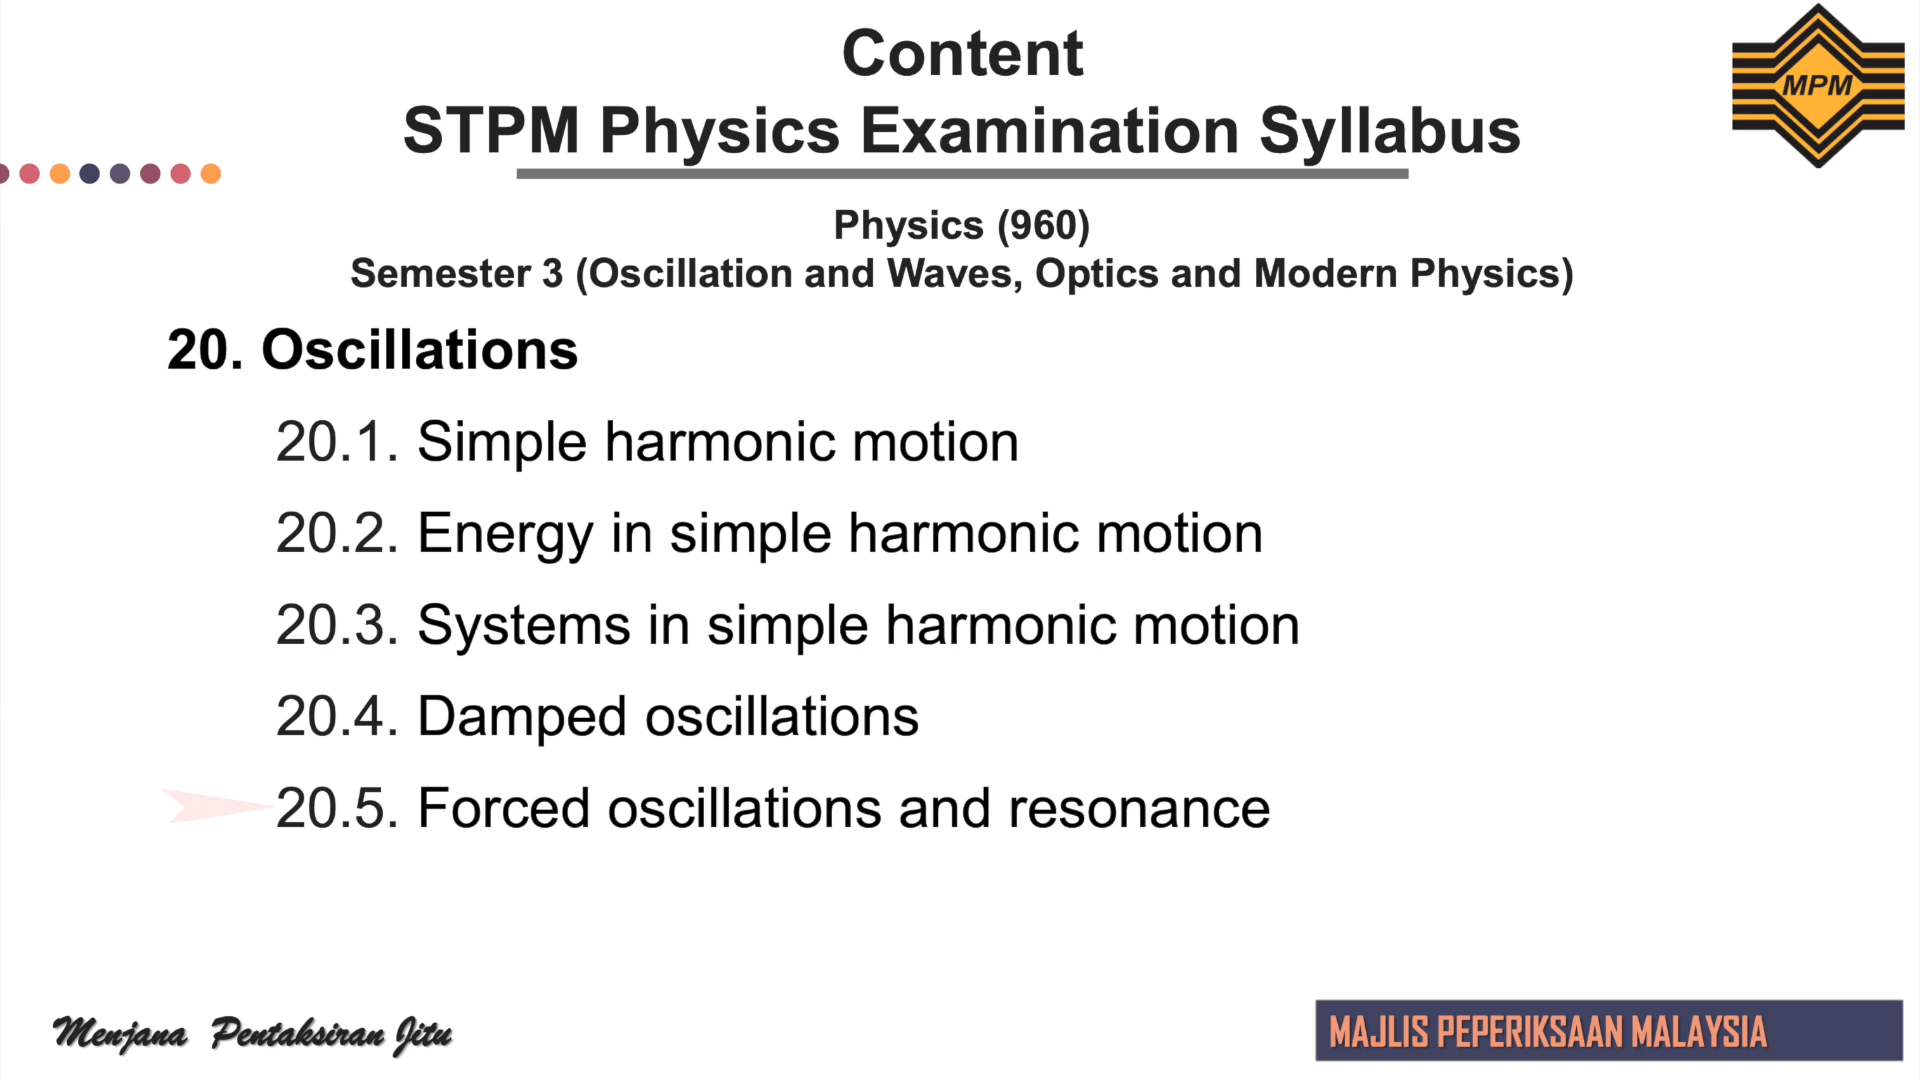 Content
STPM Physics Examination Syllabus
MPM
Physics (960)
Semester 3 (Oscillation and Waves, Optics and Modern Physics)
20. Oscillations
20.1. Simple harmonic motion
20.2. Energy in simple harmonic motion
20.3. Systems in simple harmonic motion
20.4. Damped oscillations
20.5. Forced oscillations and resonance
Menjana Pentaksiran Jitu
MAJLIS PEPERIKSAAN MALAYSIA